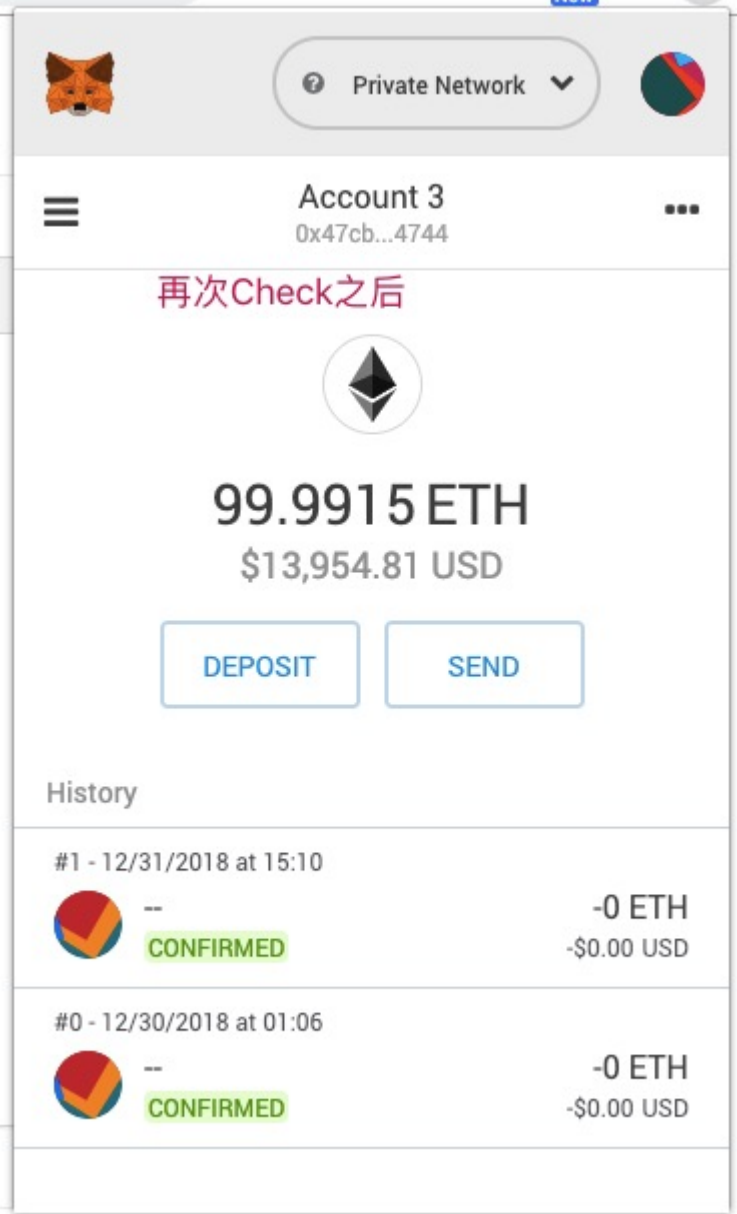 Private Network
Account 3
0x47cb...4744
再次Check之后
99.9915 ETH
$13,954.81 USD
DEPOSIT
SEND
History
#1 - 12/31/2018 at 15:10
--
-0 ETH
CONFIRMED
-$0.00 USD
#0 - 12/30/2018 at 01:06
--
-0 ETH
CONFIRMED
-$0.00 USD